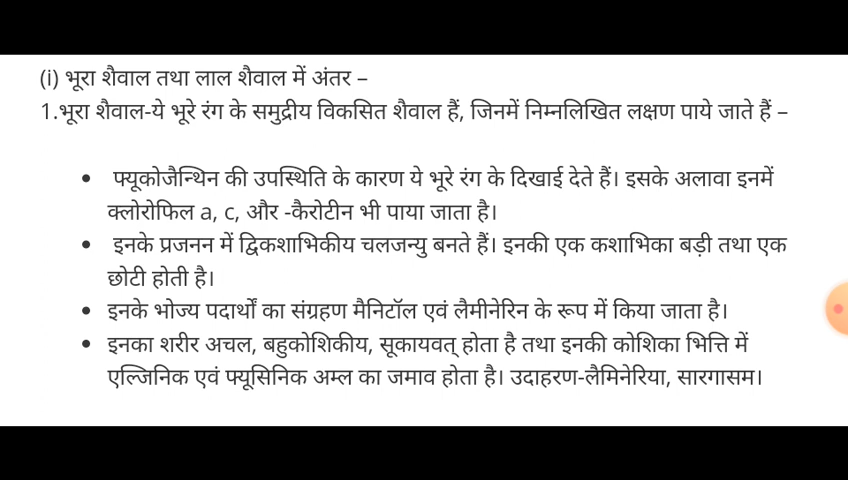 (i) भूरा शैवाल तथा लाल शैवाल में अंतर –
1.भूरा शैवाल-ये भूरे रंग के समुद्रीय विकसित शैवाल हैं, जिनमें निम्नलिखित लक्षण पाये जाते हैं –
• फ्यूकोजैन्थिन की उपस्थिति के कारण ये भूरे रंग के दिखाई देते हैं। इसके अलावा इनमें
क्लोरोफिल a, c, और -कैरोटीन भी पाया जाता है।
• इनके प्रजनन में द्विकशाभिकीय चलजन्यु बनते हैं। इनकी एक कशाभिका बड़ी तथा एक
छोटी होती है।
• इनके भोज्य पदार्थों का संग्रहण मैनिटॉल एवं लैमीनेरिन के रूप में किया जाता है।
• इनका शरीर अचल, बहुकोशिकीय, सूकायवत् होता है तथा इनकी कोशिका भित्ति में
एल्जिनिक एवं फ्यूसिनिक अम्ल का जमाव होता है। उदाहरण-लैमिनेरिया, सारगासम।